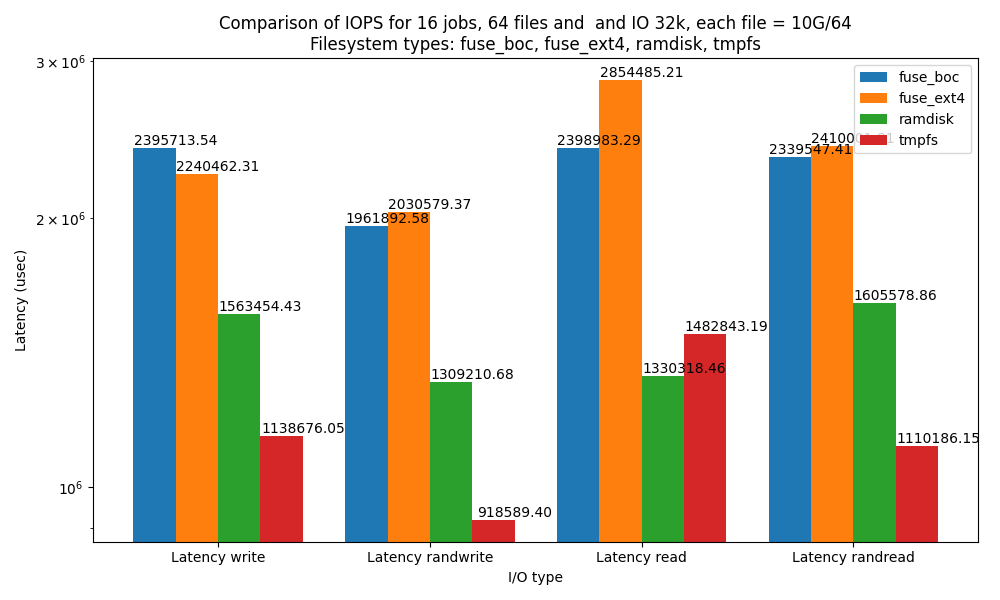 Comparison of IOPS for 16 jobs, 64 files and  and IO 32k, each file = 10G/64
Filesystem types: fuse_boc, fuse_ext4, ramdisk, tmpfs
Latency (usec)
3 × 10⁶
2 × 10⁶
10⁶
2395713.54
2240462.31
1563454.43
1138676.05
1961892.58
2030579.37
1309210.68
918589.40
2398983.29
2854485.21
1330318.46
1482843.19
2339547.41
1605578.86
1110186.15
fuse_boc
fuse_ext4
ramdisk
tmpfs
Latency write
Latency randwrite
Latency read
Latency randread
I/O type